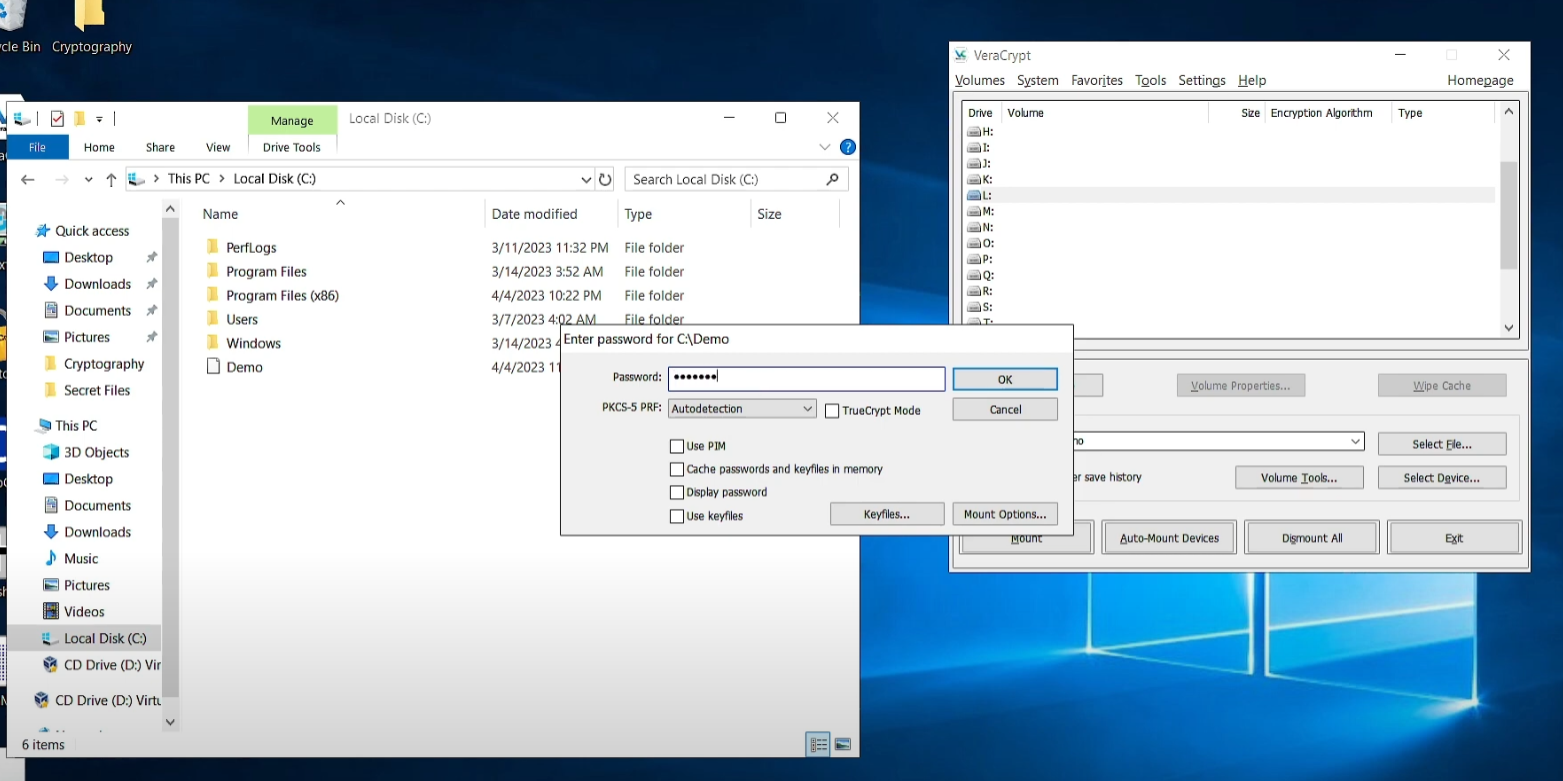 cle Bin
Cryptography
Manage
Local Disk (C:)
File
Home
Share
View
Drive Tools
This PC
Local Disk (C:)
Search Local Disk (C:)
Name
Date modified
Type
Size
Quick access
Desktop
Downloads
Documents
Pictures
Cryptography
Secret Files
This PC
3D Objects
Desktop
Documents
Downloads
Music
Pictures
Videos
Local Disk (C:)
CD Drive (D:) Vir
CD Drive (D:) Virtu
PerfLogs 3/11/2023 11:32 PM File folder
Program Files 3/14/2023 3:52 AM File folder
Program Files (x86) 4/4/2023 10:22 PM File folder
Users 3/7/2023 4:02 AM File folder
Windows 3/14/2023 4
Demo 4/4/2023 11
6 items
Enter password for C:\Demo
Password:
OK
PKCS-5 PRF: Autodetection
TrueCrypt Mode
Cancel
Use PIM
Cache passwords and keyfiles in memory
Display password
Use keyfiles
Keyfiles...
Mount Options...
VeraCrypt
Volumes System Favorites Tools Settings Help
Homepage
Drive Volume Size Encryption Algorithm Type
H:
I:
J:
K:
L:
M:
N:
O:
P:
Q:
R:
S:
T:
Volume Properties...
Wipe Cache
no
Select File...
er save history
Volume Tools...
Select Device...
Mount
Auto-Mount Devices
Dismount All
Exit